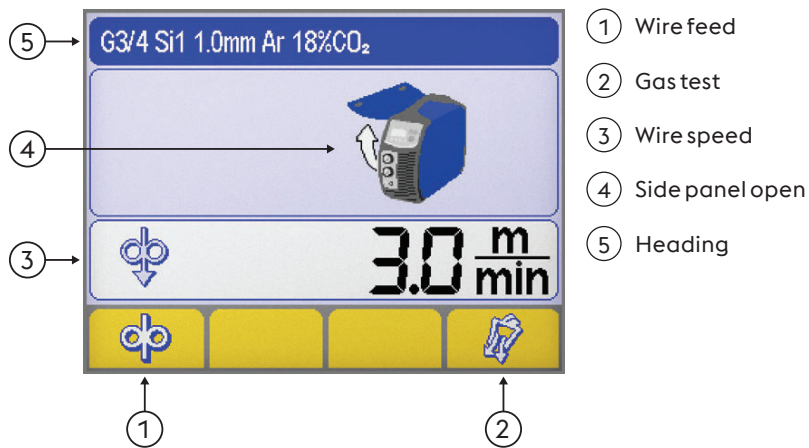 G3/4 Si1 1.0mm Ar 18%CO₂
3.0 m/min
1 Wire feed
2 Gas test
3 Wire speed
4 Side panel open
5 Heading
5
4
3
1
2